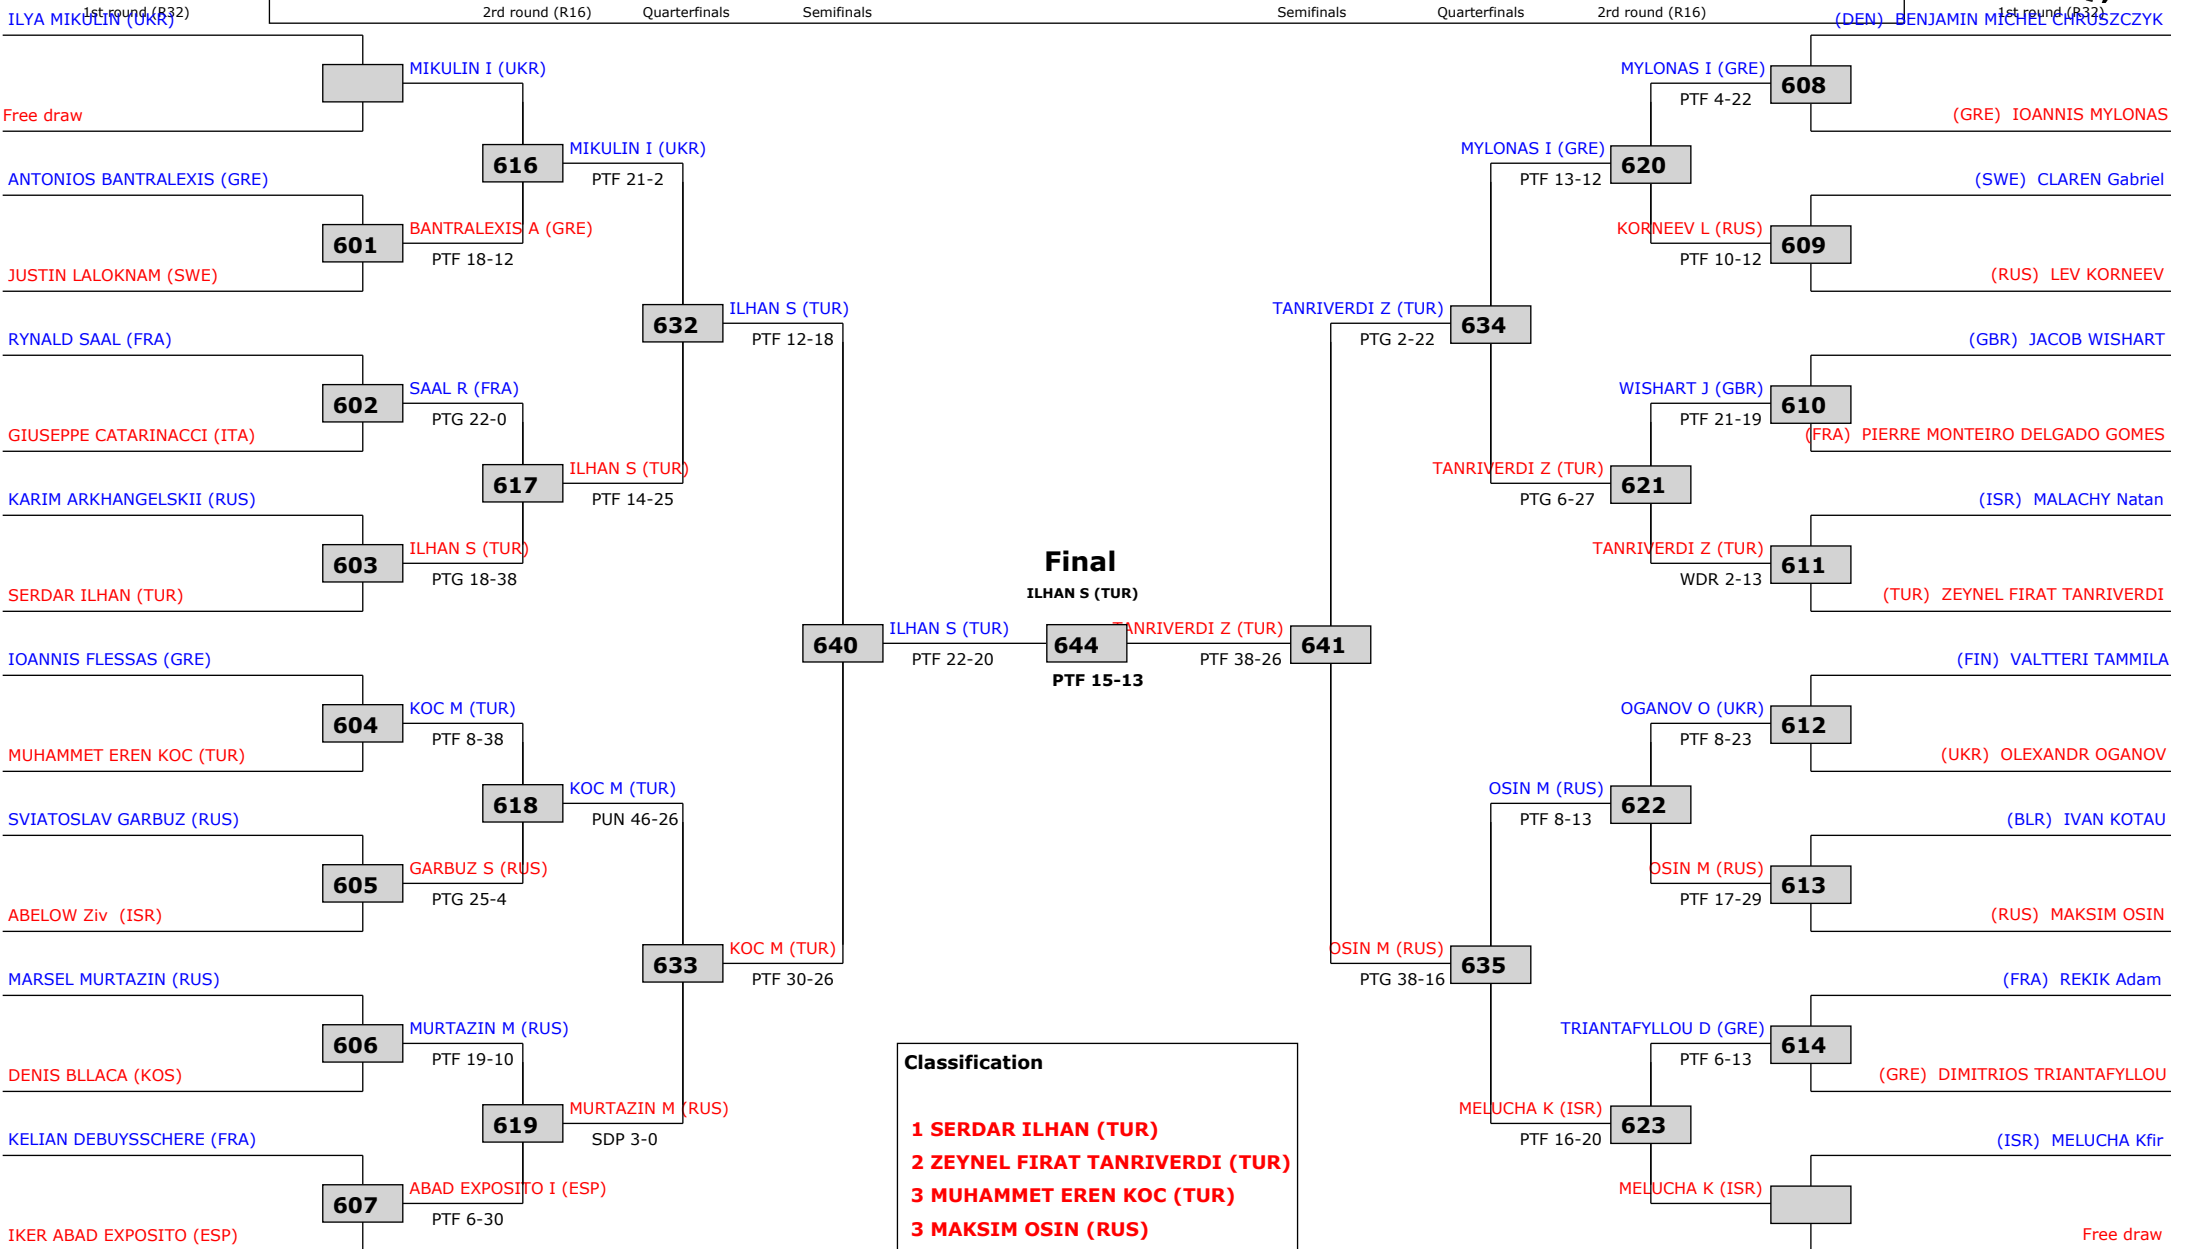 1st round (R32)
2rd round (R16)
Quarterfinals
Semifinals
Semifinals
Quarterfinals
2rd round (R16)
1st round (R32)
ILYA MIKULIN (UKR)
MIKULIN I (UKR)
Free draw
616
MIKULIN I (UKR)
PTF 21-2
ANTONIOS BANTRALEXIS (GRE)
601
BANTRALEXIS A (GRE)
PTF 18-12
JUSTIN LALOKNAM (SWE)
632
ILHAN S (TUR)
PTF 12-18
RYNALD SAAL (FRA)
602
SAAL R (FRA)
PTG 22-0
GIUSEPPE CATARINACCI (ITA)
617
ILHAN S (TUR)
PTF 14-25
KARIM ARKHANGELSKII (RUS)
603
ILHAN S (TUR)
PTG 18-38
SERDAR ILHAN (TUR)
640
ILHAN S (TUR)
PTF 22-20
IOANNIS FLESSAS (GRE)
604
KOC M (TUR)
PTF 8-38
MUHAMMET EREN KOC (TUR)
618
KOC M (TUR)
PUN 46-26
SVIATOSLAV GARBUZ (RUS)
605
GARBUZ S (RUS)
PTG 25-4
ABELOW Ziv (ISR)
633
KOC M (TUR)
PTF 30-26
MARSEL MURTAZIN (RUS)
606
MURTAZIN M (RUS)
PTF 19-10
DENIS BLLACA (KOS)
619
MURTAZIN M (RUS)
SDP 3-0
KELIAN DEBUYSSCHERE (FRA)
607
ABAD EXPOSITO I (ESP)
PTF 6-30
IKER ABAD EXPOSITO (ESP)
Final
ILHAN S (TUR)
644
PTF 15-13
(DEN) BENJAMIN MICHEL CHRUSZCZYK
MYLONAS I (GRE)
608
PTF 4-22
(GRE) IOANNIS MYLONAS
MYLONAS I (GRE)
620
PTF 13-12
(SWE) CLAREN Gabriel
KORNEEV L (RUS)
609
PTF 10-12
(RUS) LEV KORNEEV
TANRIVERDI Z (TUR)
634
PTG 2-22
(GBR) JACOB WISHART
WISHART J (GBR)
610
PTF 21-19
(FRA) PIERRE MONTEIRO DELGADO GOMES
TANRIVERDI Z (TUR)
621
PTG 6-27
(ISR) MALACHY Natan
TANRIVERDI Z (TUR)
611
WDR 2-13
(TUR) ZEYNEL FIRAT TANRIVERDI
TANRIVERDI Z (TUR)
641
PTF 38-26
(FIN) VALTTERI TAMMILA
OGANOV O (UKR)
612
PTF 8-23
(UKR) OLEXANDR OGANOV
OSIN M (RUS)
622
PTF 8-13
(BLR) IVAN KOTAU
OSIN M (RUS)
613
PTF 17-29
(RUS) MAKSIM OSIN
OSIN M (RUS)
635
PTG 38-16
(FRA) REKIK Adam
TRIANTAFYLLOU D (GRE)
614
PTF 6-13
(GRE) DIMITRIOS TRIANTAFYLLOU
MELUCHA K (ISR)
623
PTF 16-20
(ISR) MELUCHA Kfir
MELUCHA K (ISR)
Free draw
Classification
1 SERDAR ILHAN (TUR)
2 ZEYNEL FIRAT TANRIVERDI (TUR)
3 MUHAMMET EREN KOC (TUR)
3 MAKSIM OSIN (RUS)